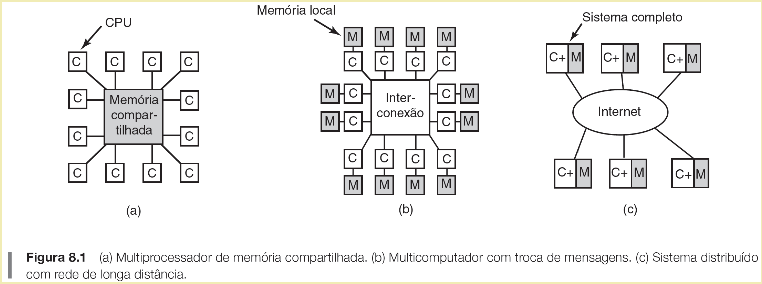 CPU
C C C C
C Memória C
compar-
C tilhada C
C C C C
(a)
Memória local
M M M M
C C C C
M C Inter- C M
M C conexão C M
C C C C
M M M M
(b)
Sistema completo
C+ M C+ M C+ M
Internet
C+ M C+ M C+ M
(c)
Figura 8.1 (a) Multiprocessador de memória compartilhada. (b) Multicomputador com troca de mensagens. (c) Sistema distribuído
com rede de longa distância.